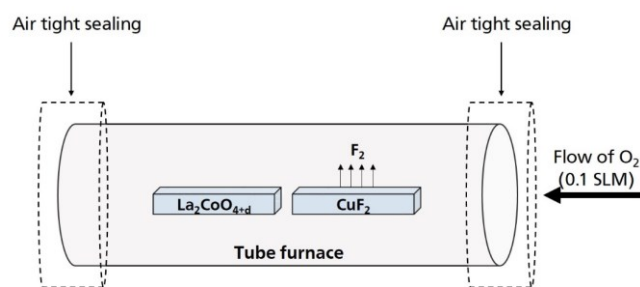 Air tight sealing
Air tight sealing
F₂
Flow of O₂
(0.1 SLM)
La₂CoO₄₊d
CuF₂
Tube furnace